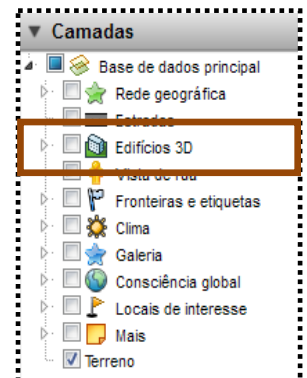 Camadas
Base de dados principal
Rede geográfica
Estradas
Edifícios 3D
Vista de rua
Fronteiras e etiquetas
Clima
Galeria
Consciência global
Locais de interesse
Mais
Terreno